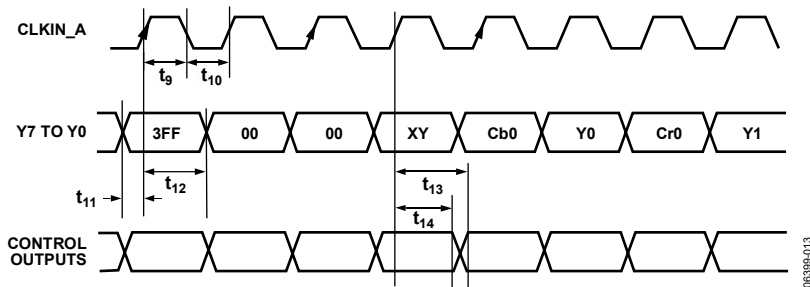 CLKIN_A
t9 t10
Y7 TO Y0 3FF 00 00 XY Cb0 Y0 Cr0 Y1
t12 t13
t11
t14
CONTROL
OUTPUTS
06399-013